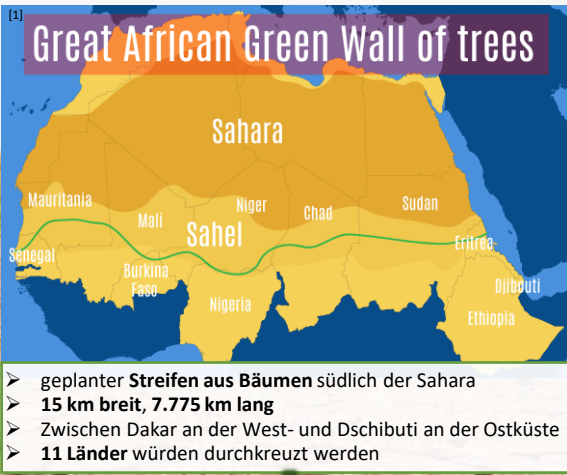 [1]
Great African Green Wall of trees
Sahara
Mauritania
Mali
Niger
Chad
Sudan
Sahel
Senegal
Burkina
Faso
Nigeria
Eritrea
Djibouti
Ethiopia
➢ geplanter Streifen aus Bäumen südlich der Sahara
➢ 15 km breit, 7.775 km lang
➢ Zwischen Dakar an der West- und Dschibuti an der Ostküste
➢ 11 Länder würden durchkreuzt werden